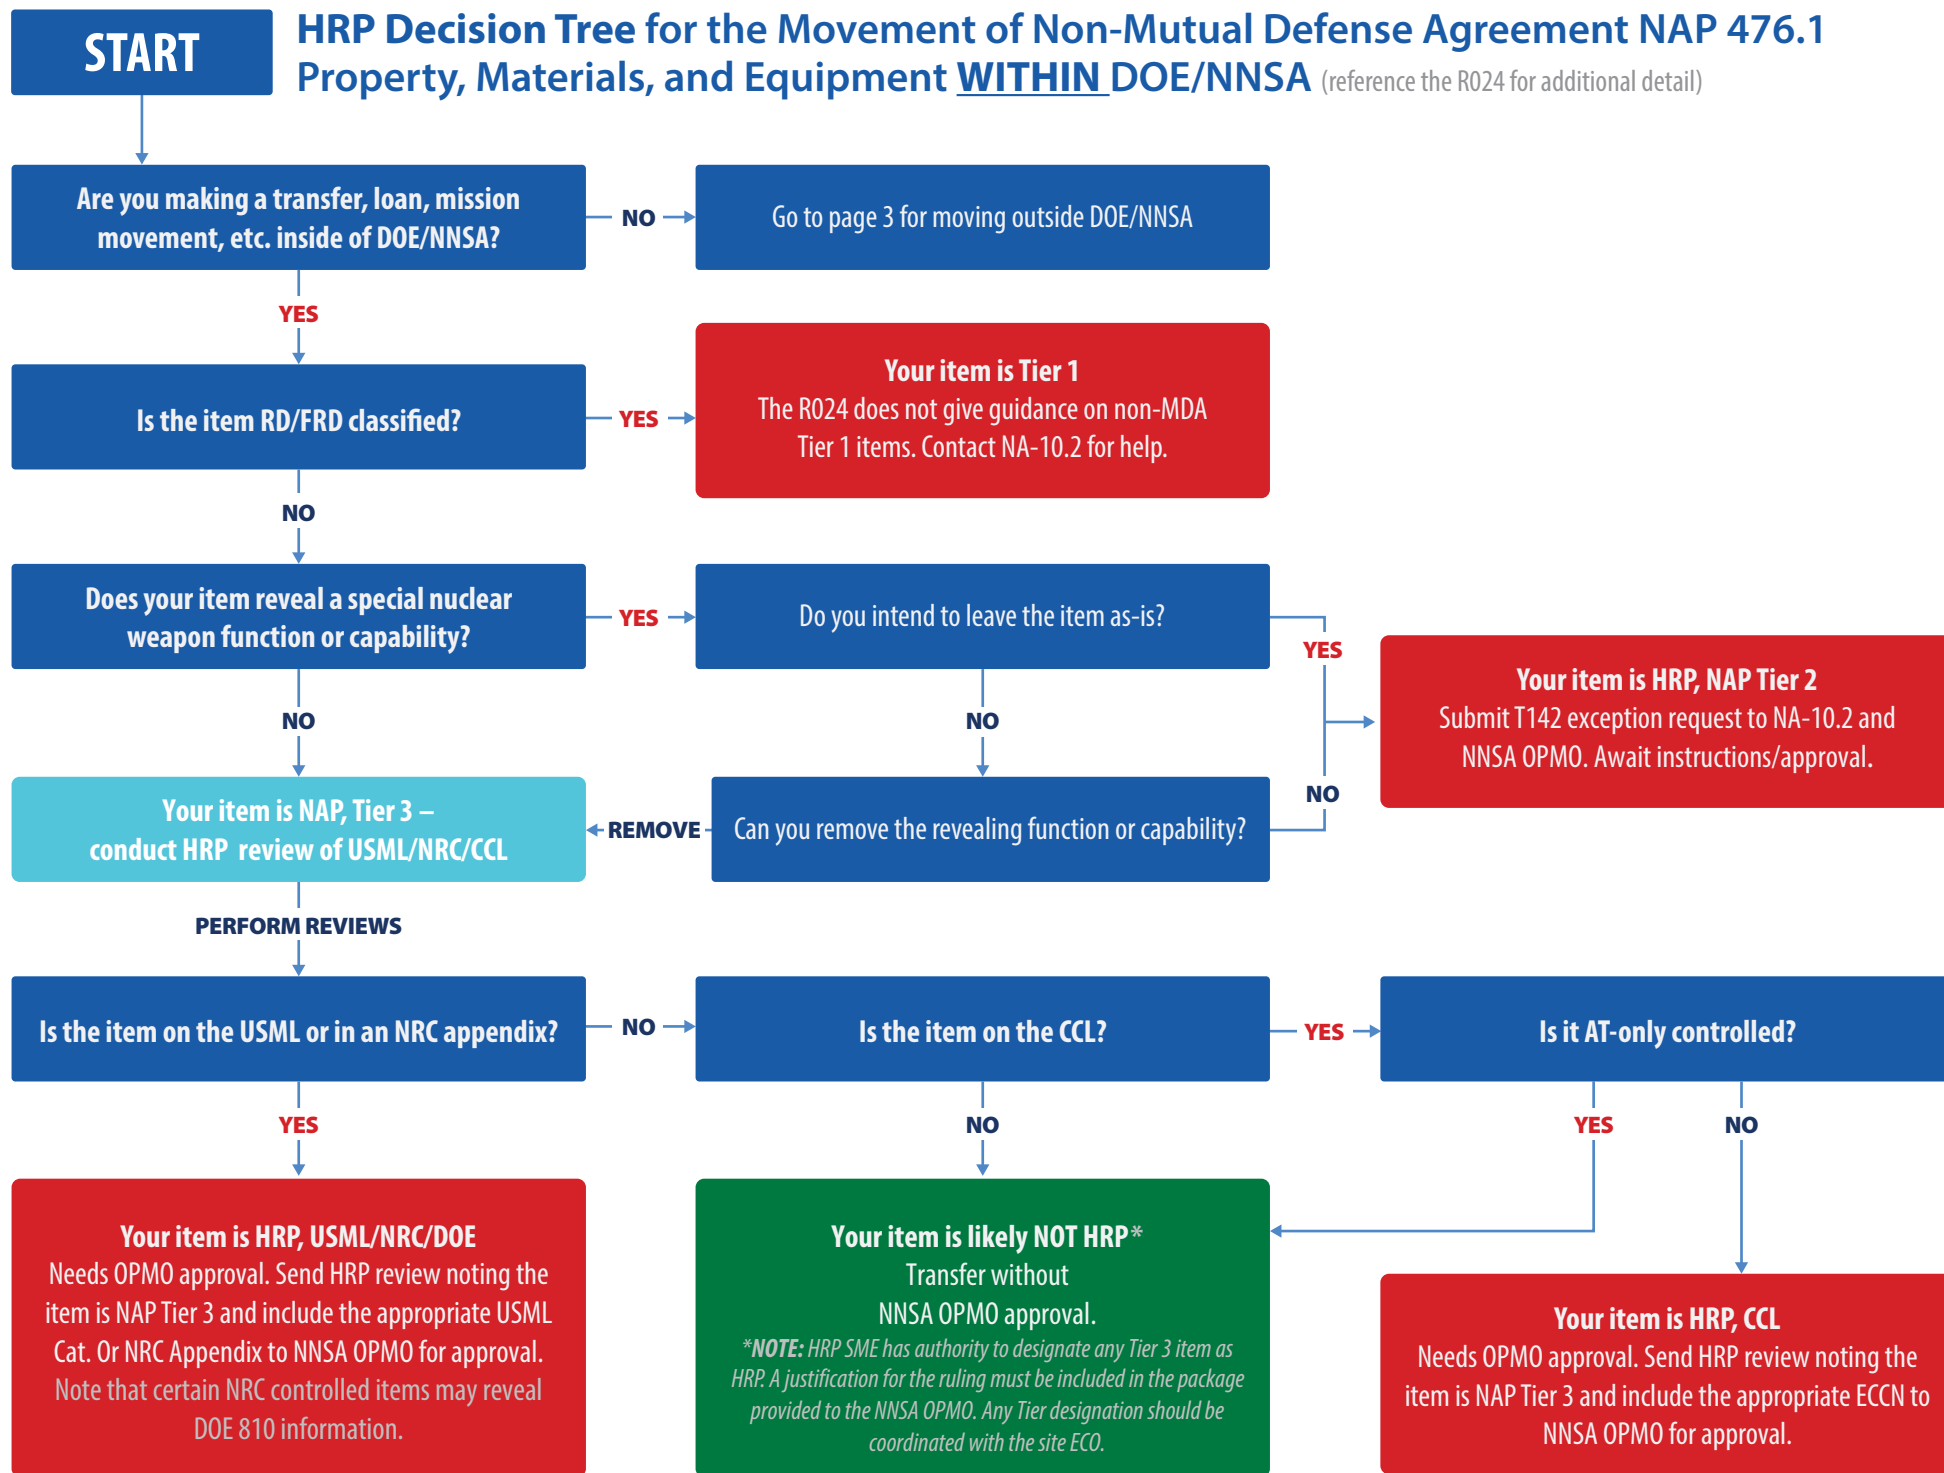 START
HRP Decision Tree for the Movement of Non-Mutual Defense Agreement NAP 476.1
Property, Materials, and Equipment WITHIN DOE/NNSA (reference the R024 for additional detail)
Are you making a transfer, loan, mission
movement, etc. inside of DOE/NNSA?
NO
Go to page 3 for moving outside DOE/NNSA
YES
Is the item RD/FRD classified?
YES
Your item is Tier 1
The R024 does not give guidance on non-MDA
Tier 1 items. Contact NA-10.2 for help.
NO
Does your item reveal a special nuclear
weapon function or capability?
YES
Do you intend to leave the item as-is?
YES
Your item is HRP, NAP Tier 2
Submit T142 exception request to NA-10.2 and
NNSA OPMO. Await instructions/approval.
NO
NO
NO
Your item is NAP, Tier 3 –
conduct HRP review of USML/NRC/CCL
REMOVE
Can you remove the revealing function or capability?
PERFORM REVIEWS
Is the item on the USML or in an NRC appendix?
NO
Is the item on the CCL?
YES
Is it AT-only controlled?
YES
NO
YES
NO
Your item is HRP, USML/NRC/DOE
Needs OPMO approval. Send HRP review noting the
item is NAP Tier 3 and include the appropriate USML
Cat. Or NRC Appendix to NNSA OPMO for approval.
Note that certain NRC controlled items may reveal
DOE 810 information.
Your item is likely NOT HRP*
Transfer without
NNSA OPMO approval.
*NOTE: HRP SME has authority to designate any Tier 3 item as
HRP. A justification for the ruling must be included in the package
provided to the NNSA OPMO. Any Tier designation should be
coordinated with the site ECO.
Your item is HRP, CCL
Needs OPMO approval. Send HRP review noting the
item is NAP Tier 3 and include the appropriate ECCN to
NNSA OPMO for approval.